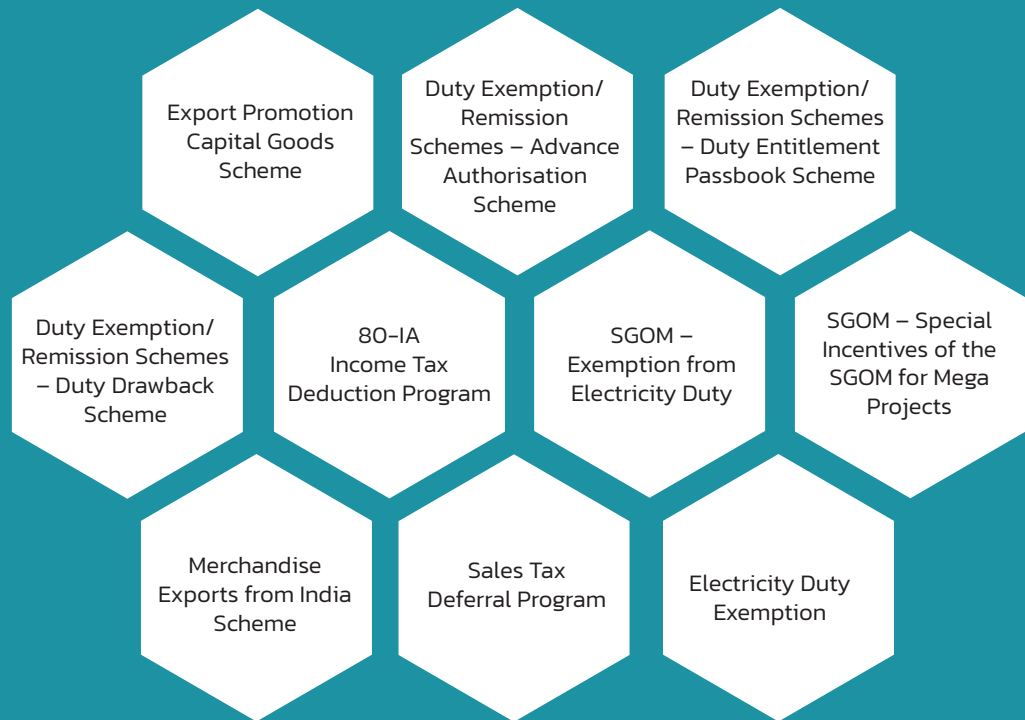 Export Promotion
Capital Goods
Scheme
Duty Exemption/
Remission
Schemes – Advance
Authorisation
Scheme
Duty Exemption/
Remission Schemes
– Duty Entitlement
Passbook Scheme
Duty Exemption/
Remission Schemes
– Duty Drawback
Scheme
80-IA
Income Tax
Deduction Program
SGOM –
Exemption from
Electricity Duty
SGOM – Special
Incentives of the
SGOM for Mega
Projects
Merchandise
Exports from India
Scheme
Sales Tax
Deferral Program
Electricity Duty
Exemption